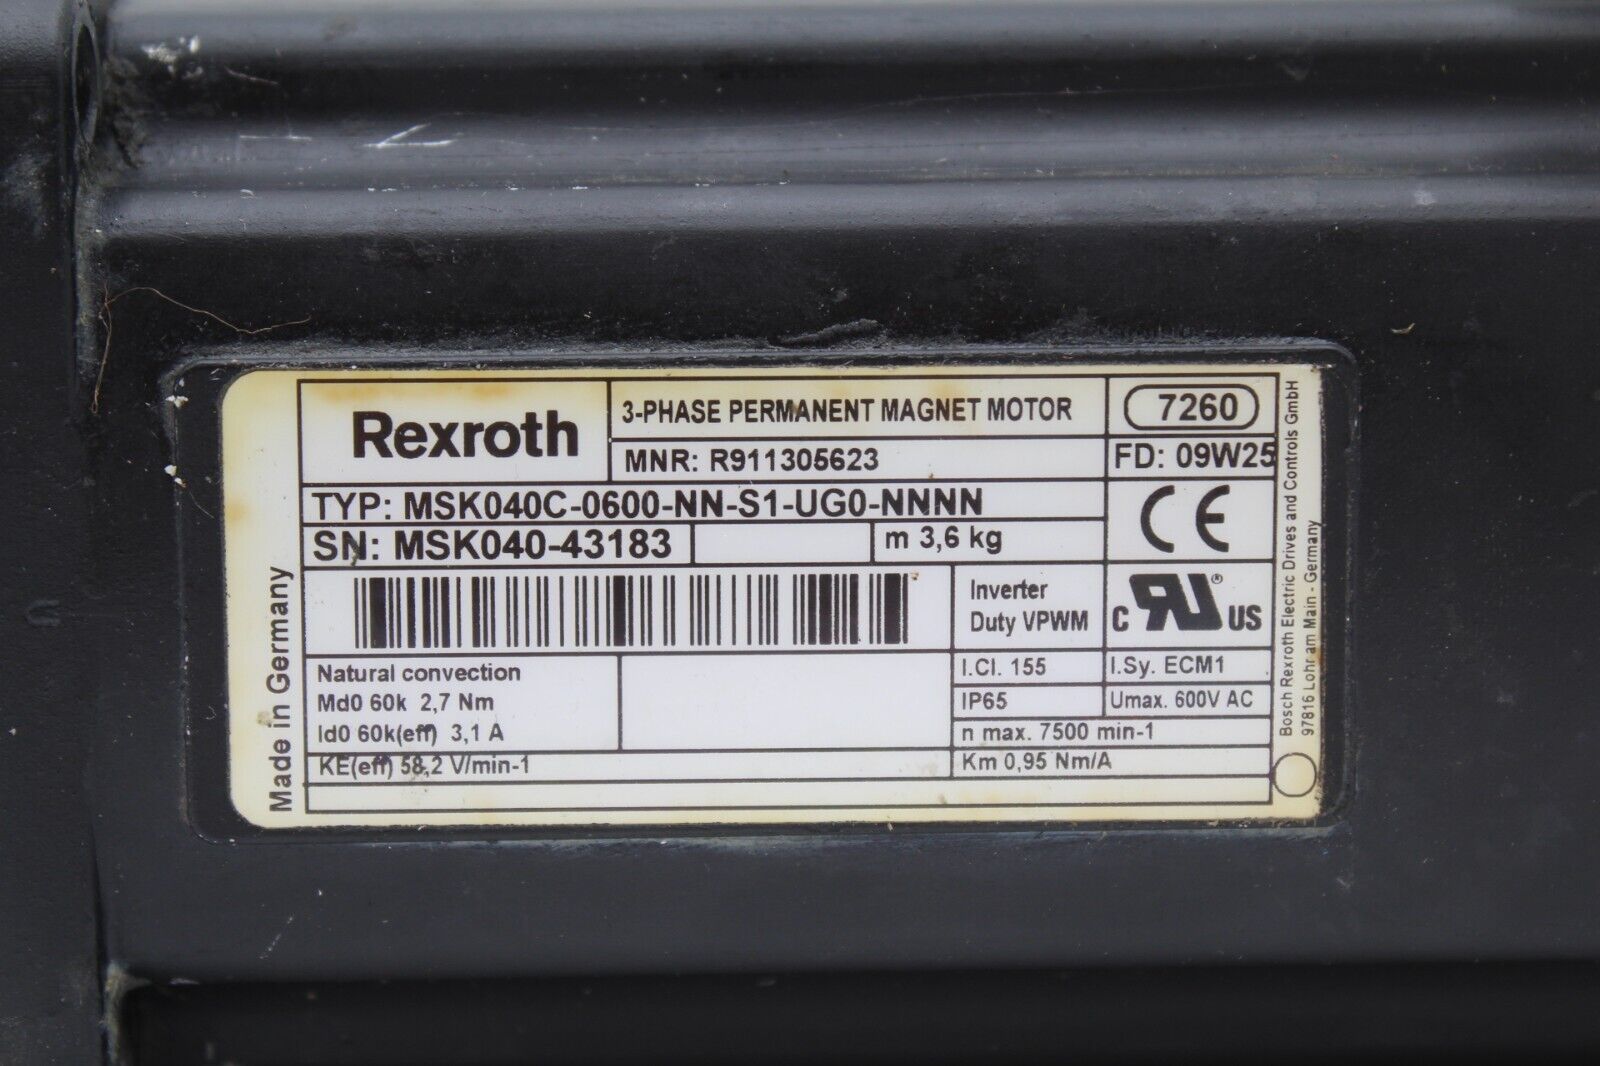 Rexroth
3-PHASE PERMANENT MAGNET MOTOR
7260
MNR: R911305623
FD: 09W25
TYP: MSK040C-0600-NN-S1-UG0-NNNN
CE
SN: MSK040-43183
m 3,6 kg
Inverter
Duty VPWM
C RU ® US
Natural convection
Md0 60k 2,7 Nm
Id0 60k(eff) 3,1 A
KE(eff) 58,2 V/min-1
I.Cl. 155
I.Sy. ECM1
IP65
Umax. 600V AC
n max. 7500 min-1
Km 0,95 Nm/A
Made in Germany
Bosch Rexroth Electric Drives and Controls GmbH
97816 Lohr am Main - Germany